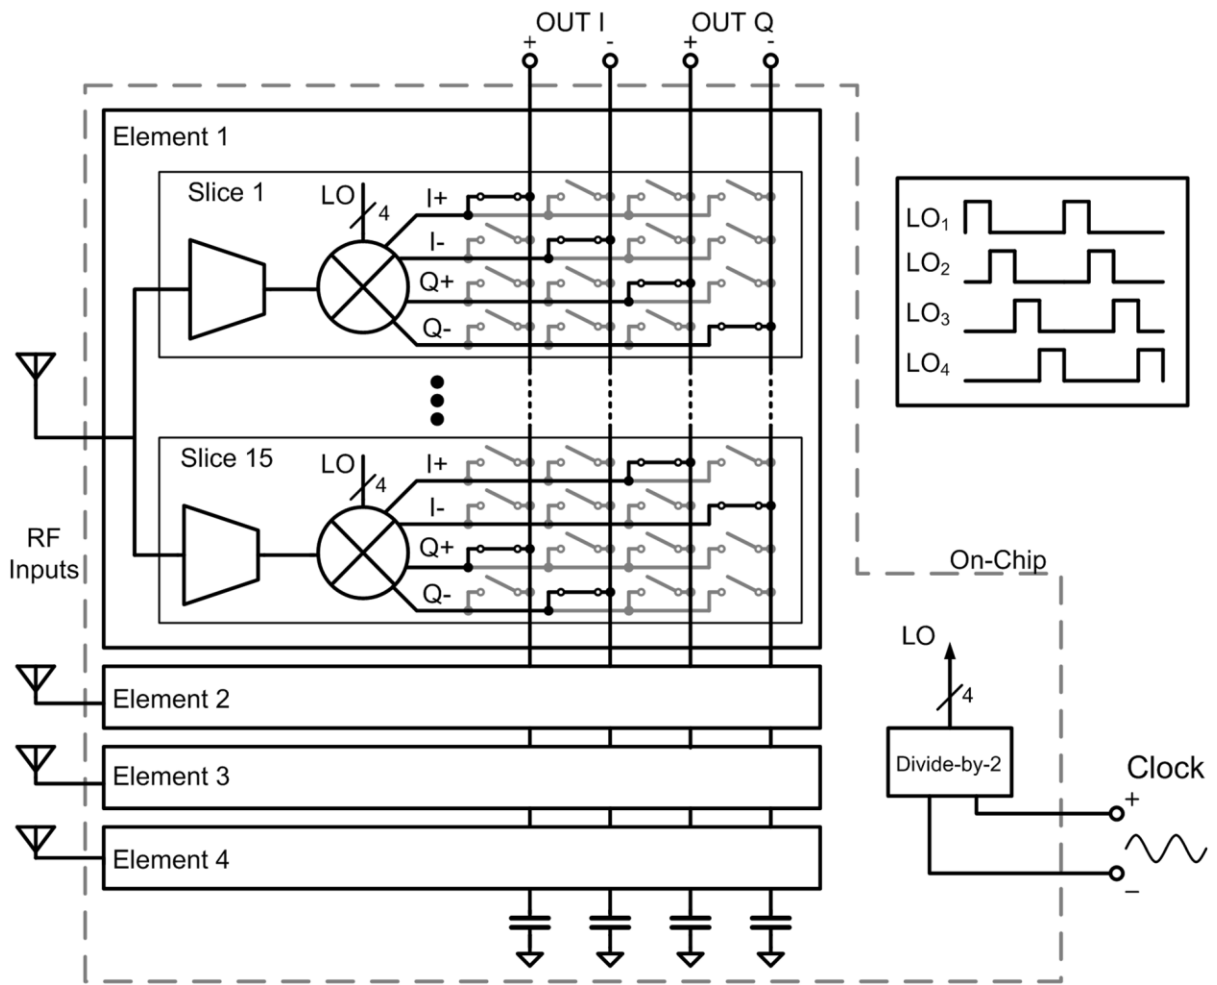 OUT I
OUT Q
+
-
+
-
Element 1
Slice 1
LO
4
I+
I-
Q+
Q-
LO1
LO2
LO3
LO4
Slice 15
LO
4
I+
I-
Q+
Q-
RF
Inputs
On-Chip
LO
4
Element 2
Element 3
Element 4
Divide-by-2
Clock
+
–